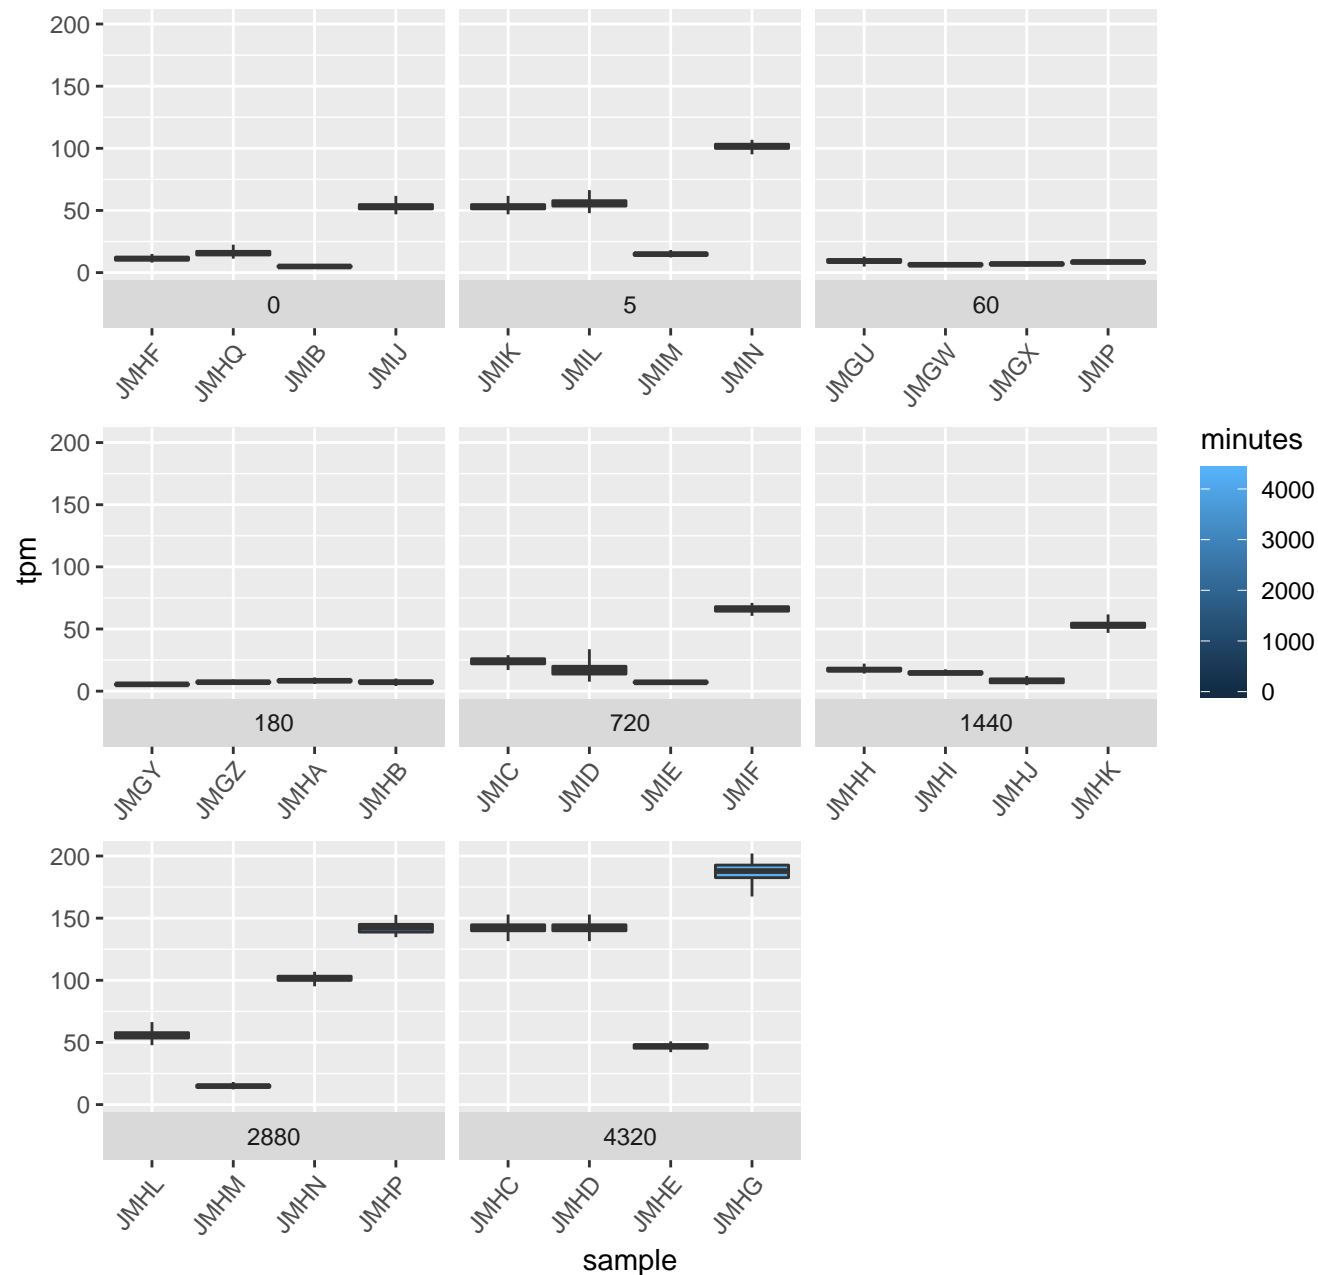 200
150
100
50
0
0
5
60
JMHF
JMHQ
JMIB
JMIJ
JMIK
JMIL
JMIM
JMIN
JMGU
JMGW
JMGX
JMIP
200
150
100
50
0
tpm
180
720
1440
JMGY
JMGZ
JMHA
JMHB
JMIC
JMID
JMIE
JMIF
JMHH
JMHI
JMHJ
JMHK
minutes
4000
3000
2000
1000
0
200
150
100
50
0
2880
4320
JMHL
JMHM
JMHN
JMHP
JMHC
JMHD
JMHE
JMHG
sample